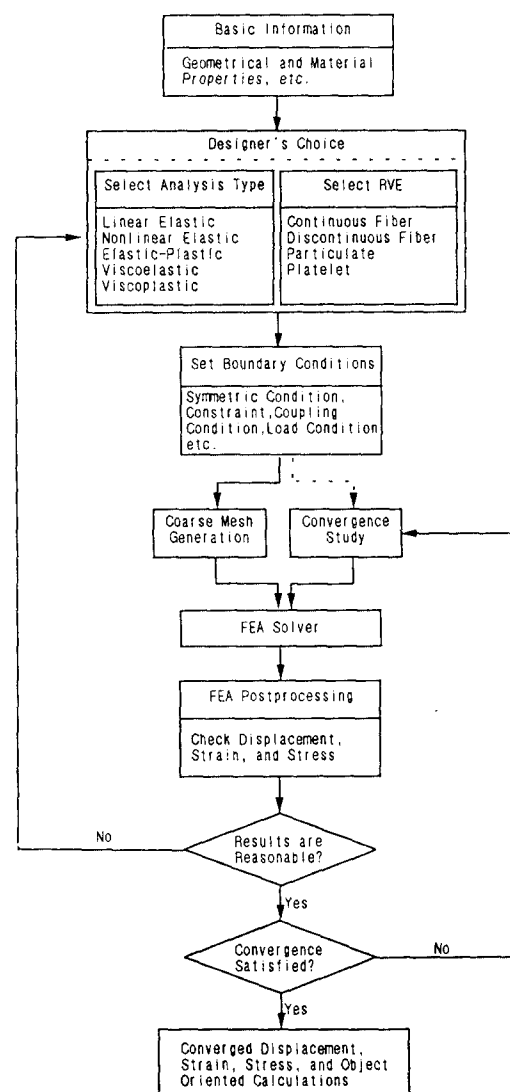 Basic Information
Geometrical and Material
Properties, etc.
Designer's Choice
Select Analysis Type
Linear Elastic
Nonlinear Elastic
Elastic-Plastic
Viscoelastic
Viscoplastic
Select RVE
Continuous Fiber
Discontinuous Fiber
Particulate
Platelet
Set Boundary Conditions
Symmetric Condition,
Constraint,Coupling
Condition,Load Condition
etc.
Coarse Mesh
Generation
Convergence
Study
FEA Solver
FEA Postprocessing
Check Displacement,
Strain, and Stress
No
Results are
Reasonable?
Yes
Convergence
Satisfied?
No
Yes
Converged Displacement,
Strain, Stress, and Object
Oriented Calculations